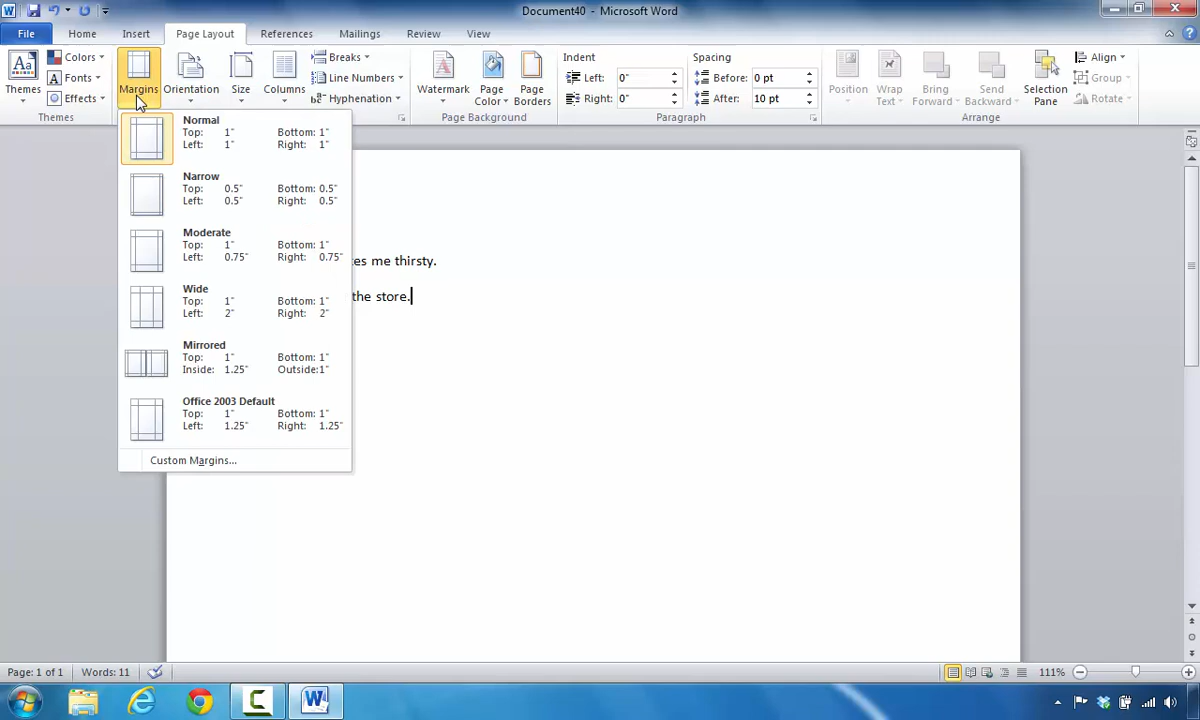 Document40 - Microsoft Word
File Home Insert Page Layout References Mailings Review View
Themes
Colors
Fonts
Effects
Themes
Margins
Orientation
Size
Columns
Breaks
Line Numbers
Hyphenation
Watermark
Page Color
Page Borders
Page Background
Indent
Left: 0"
Right: 0"
Spacing
Before: 0 pt
After: 10 pt
Paragraph
Position
Wrap Text
Bring Forward
Send Backward
Selection Pane
Align
Group
Rotate
Arrange
Normal
Top: 1" Bottom: 1"
Left: 1" Right: 1"
Narrow
Top: 0.5" Bottom: 0.5"
Left: 0.5" Right: 0.5"
Moderate
Top: 1" Bottom: 1"
Left: 0.75" Right: 0.75"
Wide
Top: 1" Bottom: 1"
Left: 2" Right: 2"
Mirrored
Top: 1" Bottom: 1"
Inside: 1.25" Outside:1"
Office 2003 Default
Top: 1" Bottom: 1"
Left: 1.25" Right: 1.25"
Custom Margins...
me thirsty.
the store.
Page: 1 of 1 Words: 11 111%